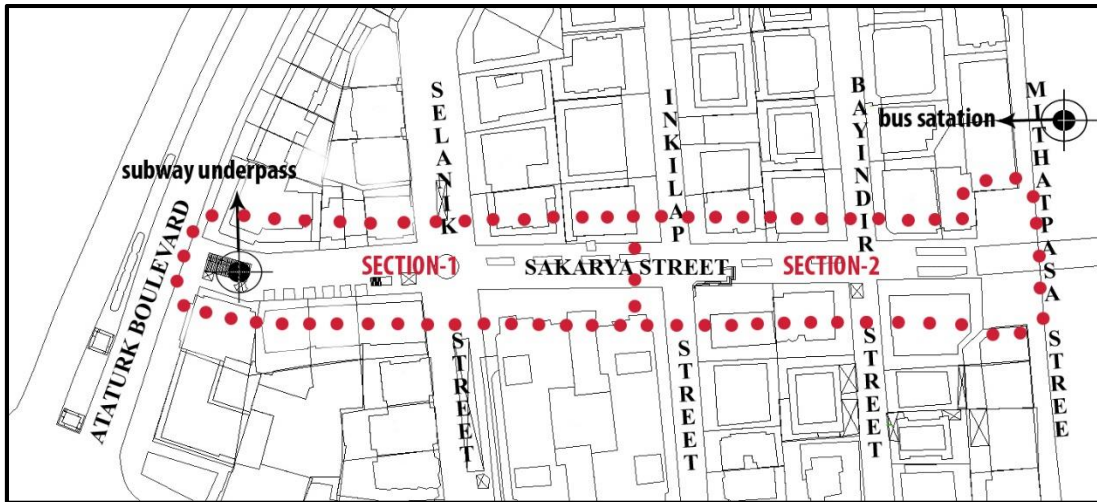 subway underpass
SELANIK STREET
INKILAP STREET
BAYINDIR STREET
MITHATPASA STREE
bus satation
SECTION-1
SAKARYA STREET
SECTION-2
ATATURK BOULEVARD